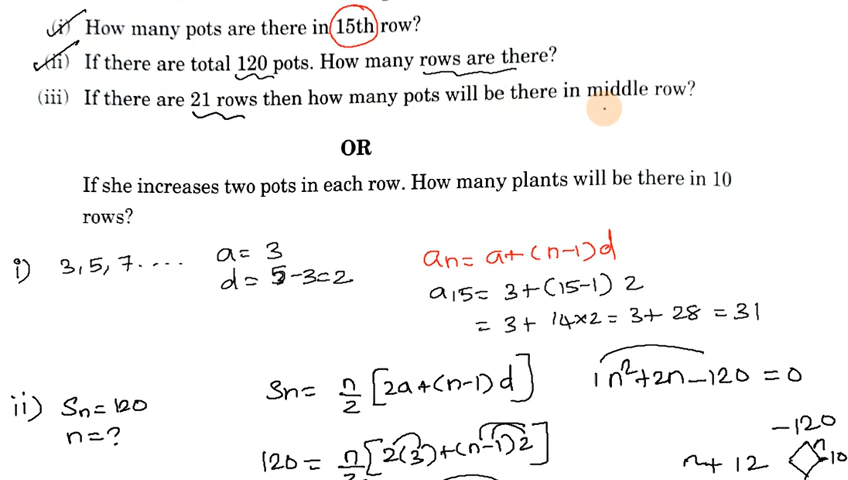 (i) How many pots are there in 15th row?
(ii) If there are total 120 pots. How many rows are there?
(iii) If there are 21 rows then how many pots will be there in middle row?
OR
If she increases two pots in each row. How many plants will be there in 10
rows?
i) 3, 5, 7 .... a = 3
d = 5-3=2
an = a+(n-1)d
a15 = 3+(15-1) 2
= 3+ 14×2 = 3+ 28 = 31
ii) Sn = 120
n = ?
Sn = n/2 [2a+(n-1)d]
120 = n/2 [2(3)+(n-1)2]
1n²+2n-120 = 0
-120
n+12 n-10